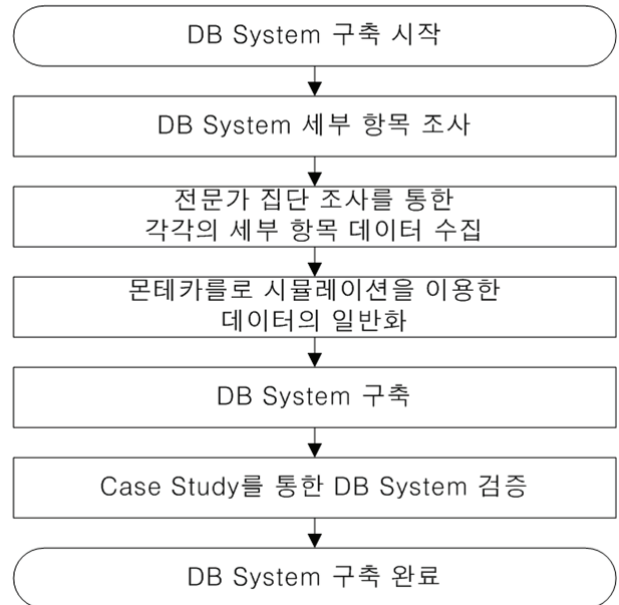 DB System 구축 시작
DB System 세부 항목 조사
전문가 집단 조사를 통한
각각의 세부 항목 데이터 수집
몬테카를로 시뮬레이션을 이용한
데이터의 일반화
DB System 구축
Case Study를 통한 DB System 검증
DB System 구축 완료